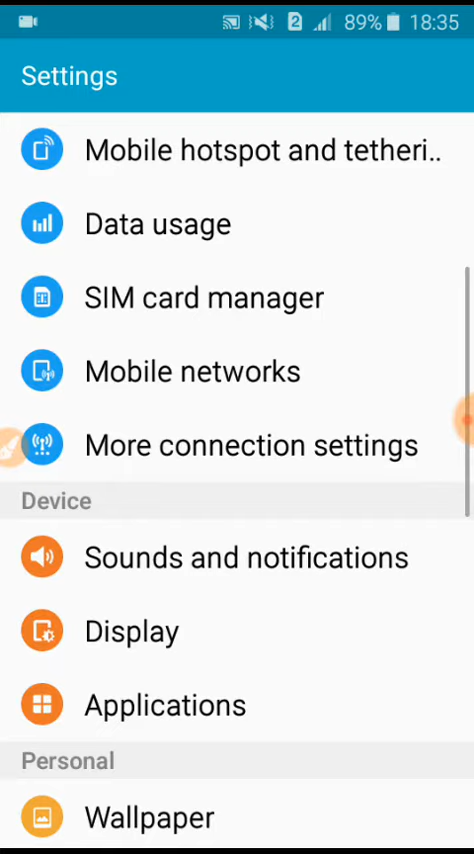 2 89% 18:35
Settings
Mobile hotspot and tetheri..
Data usage
SIM card manager
Mobile networks
More connection settings
Device
Sounds and notifications
Display
Applications
Personal
Wallpaper